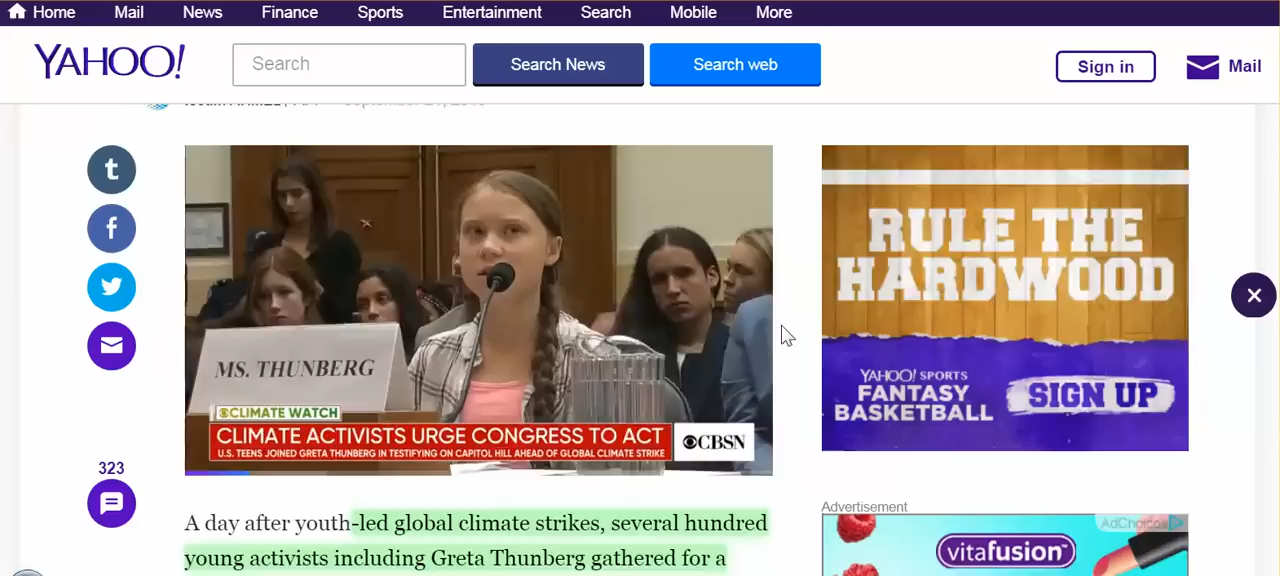 Home Mail News Finance Sports Entertainment Search Mobile More
YAHOO! Search Search News Search web Sign in Mail
t
f
MS. THUNBERG
CLIMATE WATCH
CLIMATE ACTIVISTS URGE CONGRESS TO ACT
U.S. TEENS JOINED GRETA THUNBERG IN TESTIFYING ON CAPITOL HILL AHEAD OF GLOBAL CLIMATE STRIKE
CBSN
323
A day after youth-led global climate strikes, several hundred
young activists including Greta Thunberg gathered for a
RULE THE
HARDWOOD
YAHOO! SPORTS
FANTASY
BASKETBALL
SIGN UP
Advertisement
AdChoices
vitafusion™